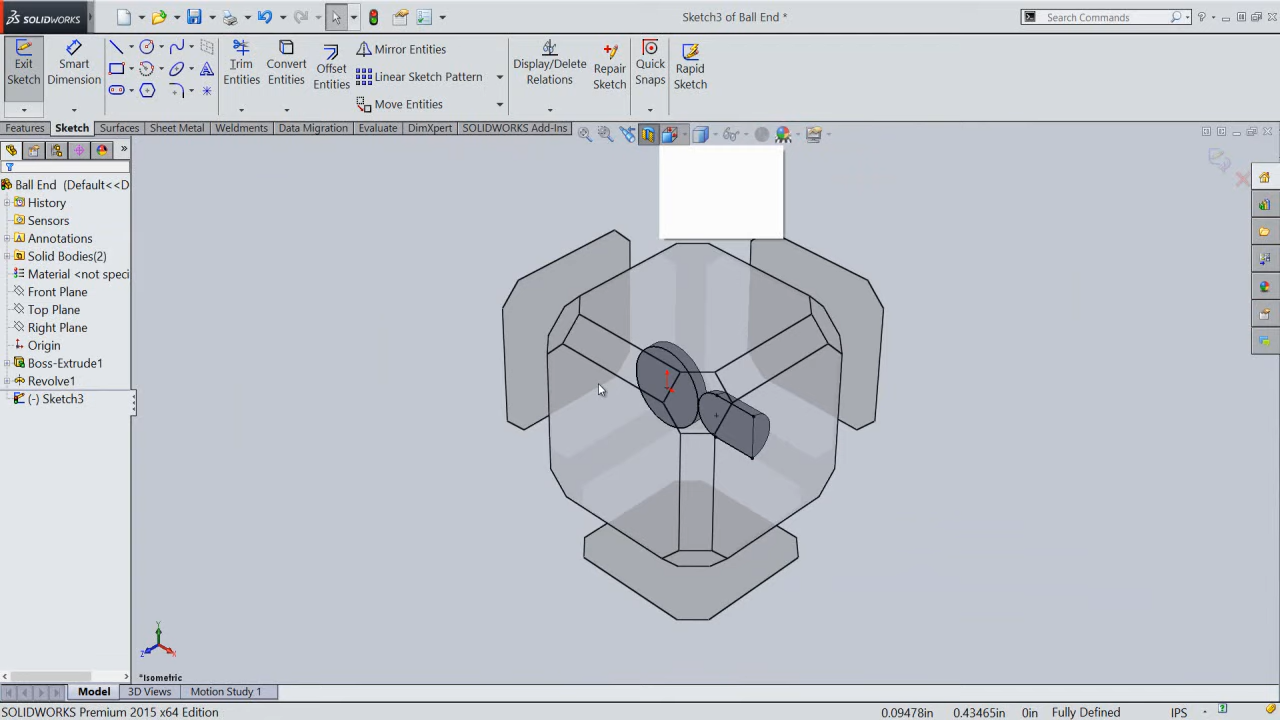 SOLIDWORKS
Sketch3 of Ball End *
Search Commands
Exit Sketch
Smart Dimension
Trim Entities
Convert Entities
Offset Entities
Mirror Entities
Linear Sketch Pattern
Move Entities
Display/Delete Relations
Repair Sketch
Quick Snaps
Rapid Sketch
Features
Sketch
Surfaces
Sheet Metal
Weldments
Data Migration
Evaluate
DimXpert
SOLIDWORKS Add-Ins
Ball End (Default<<D
History
Sensors
Annotations
Solid Bodies(2)
Material <not speci
Front Plane
Top Plane
Right Plane
Origin
Boss-Extrude1
Revolve1
(-) Sketch3
Y
Z
X
*Isometric
Model
3D Views
Motion Study 1
SOLIDWORKS Premium 2015 x64 Edition
0.09478in
0.43465in
0in
Fully Defined
IPS